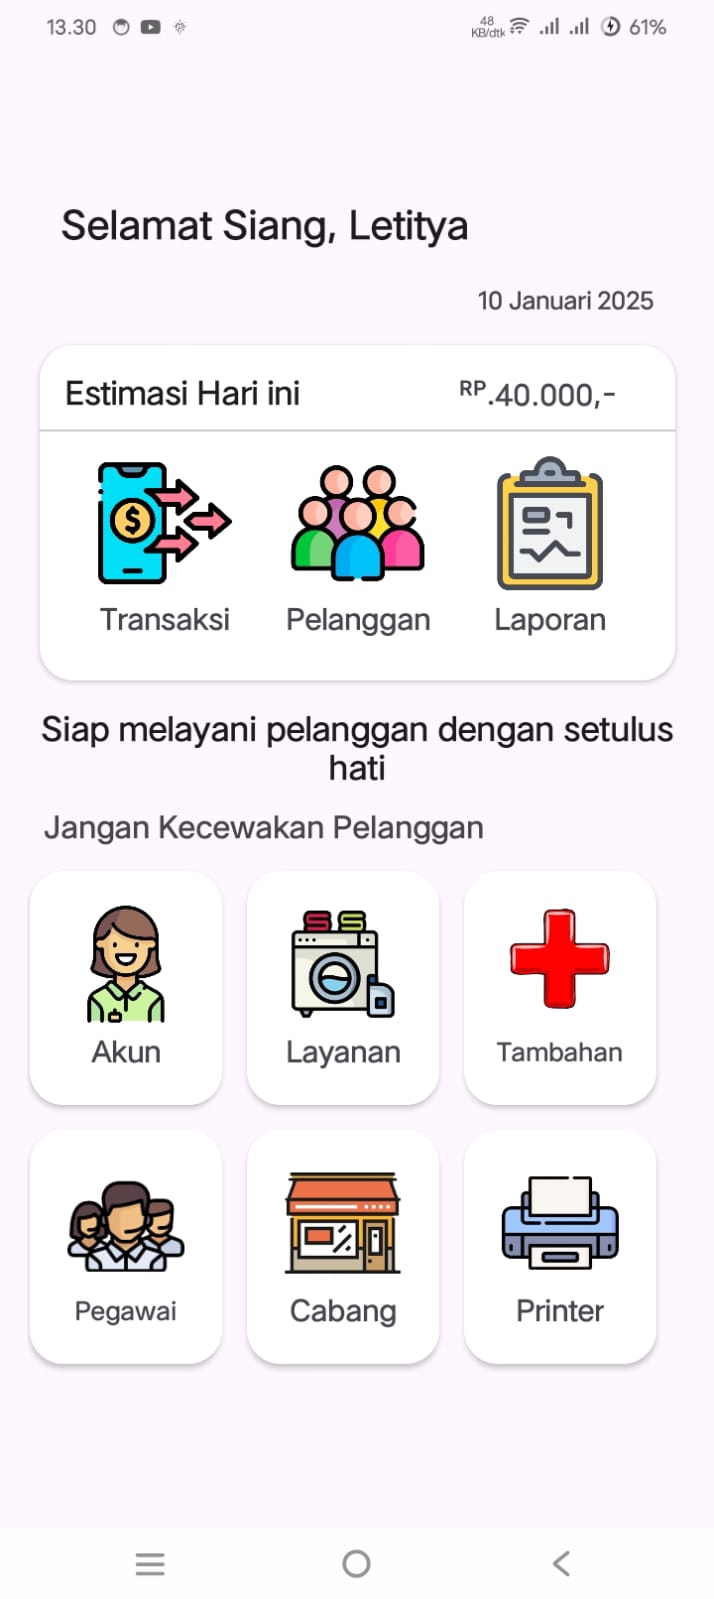 13.30
48
KB/dtk
61%
Selamat Siang, Letitya
10 Januari 2025
Estimasi Hari ini RP.40.000,-
Transaksi Pelanggan Laporan
Siap melayani pelanggan dengan setulus
hati
Jangan Kecewakan Pelanggan
Akun Layanan Tambahan
Pegawai Cabang Printer